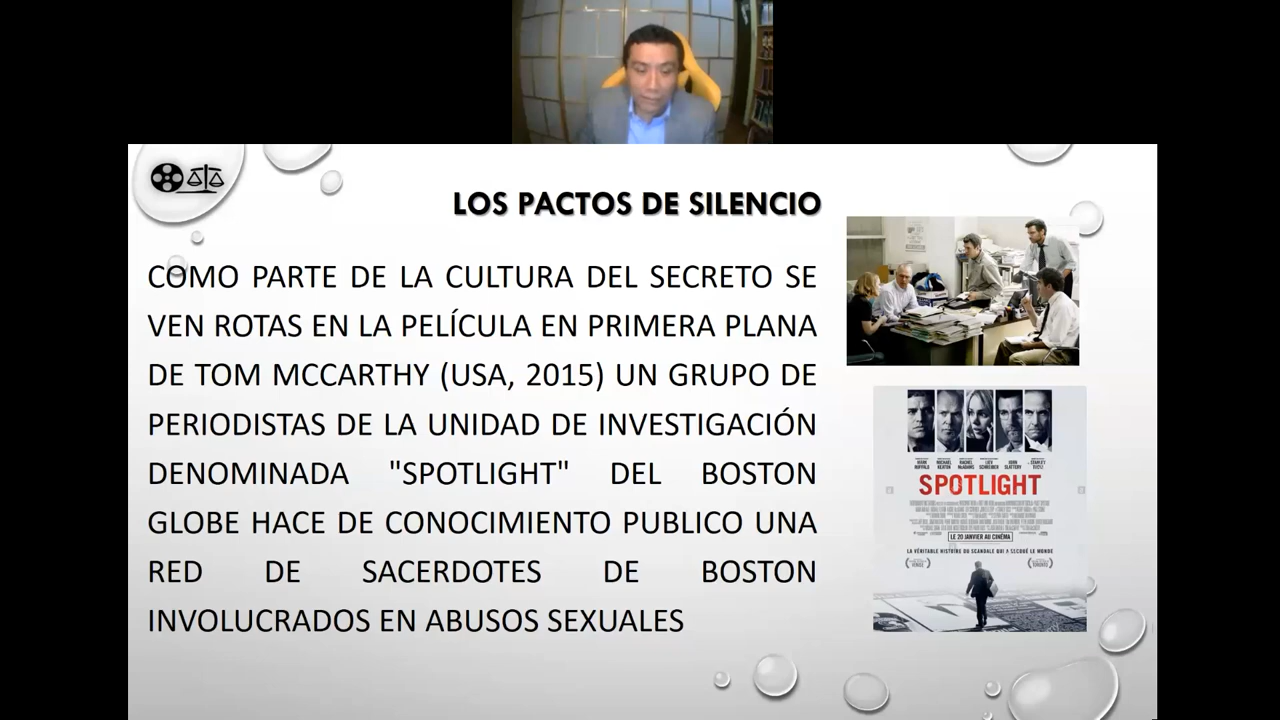 LOS PACTOS DE SILENCIO
COMO PARTE DE LA CULTURA DEL SECRETO SE
VEN ROTAS EN LA PELÍCULA EN PRIMERA PLANA
DE TOM MCCARTHY (USA, 2015) UN GRUPO DE
PERIODISTAS DE LA UNIDAD DE INVESTIGACIÓN
DENOMINADA "SPOTLIGHT" DEL BOSTON
GLOBE HACE DE CONOCIMIENTO PUBLICO UNA
RED DE SACERDOTES DE BOSTON
INVOLUCRADOS EN ABUSOS SEXUALES
SPOTLIGHT
LE 20 JANVIER AU CINÉMA
LA VÉRITABLE HISTOIRE DU SCANDALE QUI A SECOUÉ LE MONDE